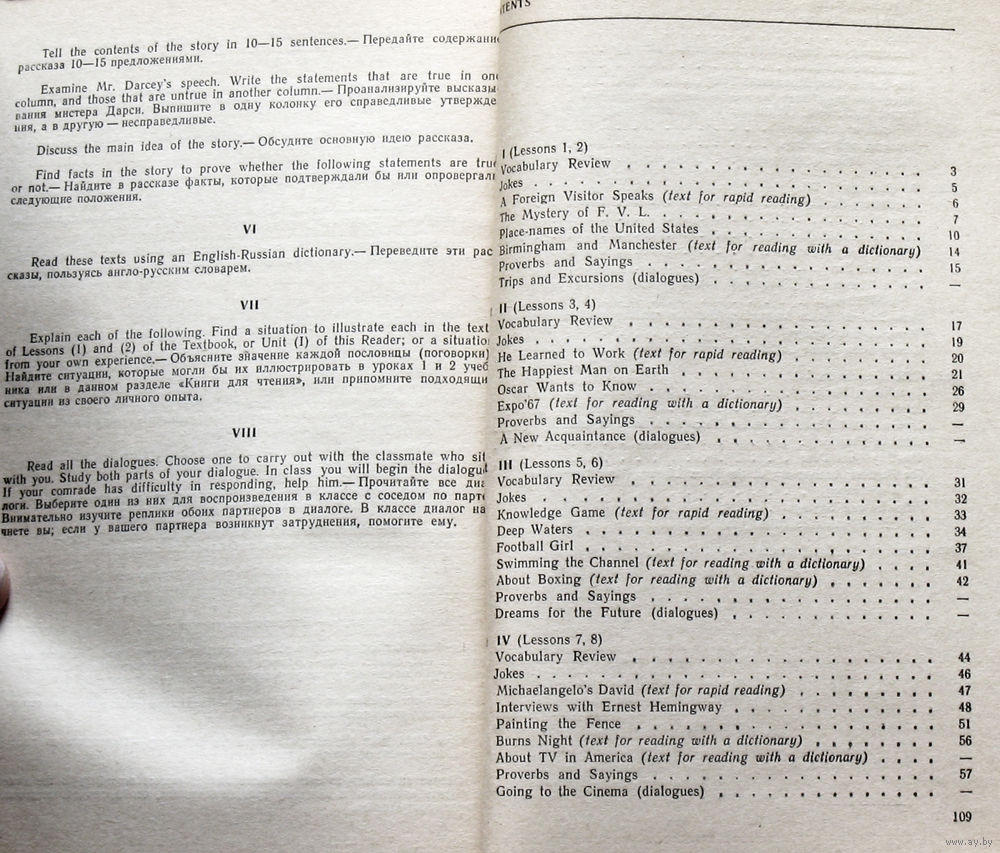 Tell the contents of the story in 10—15 sentences.— Передайте содержание
рассказа 10—15 предложениями.
Examine Mr. Darcey's speech. Write the statements that are true in one
column, and those that are untrue in another column.— Проанализируйте высказы-
вания мистера Дарси. Выпишите в одну колонку его справедливые утвержде-
ния, а в другую — несправедливые.
Discuss the main idea of the story.— Обсудите основную идею рассказа.
Find facts in the story to prove whether the following statements are true
or not.— Найдите в рассказе факты, которые подтверждали бы или опровергали
следующие положения.
VI
Read these texts using an English-Russian dictionary.— Переведите эти рас
сказы, пользуясь англо-русским словарем.
VII
Explain each of the following. Find a situation to illustrate each in the text
of Lessons (1) and (2) of the Textbook, or Unit (I) of this Reader; or a situation
from your own experience.— Объясните значение каждой пословицы (поговорки)
Найдите ситуации, которые могли бы их иллюстрировать в уроках 1 и 2 учеб
ника или в данном разделе «Книги для чтения», или припомните подходящи
ситуации из своего личного опыта.
VIII
Read all the dialogues. Choose one to carry out with the classmate who sit
with you. Study both parts of your dialogue. In class you will begin the dialogue
If your comrade has difficulty in responding, help him.— Прочитайте все диа
логи. Выберите один из них для воспроизведения в классе с соседом по парте
Внимательно изучите реплики обоих партнеров в диалоге. В классе диалог на
чнете вы; если у вашего партнера возникнут затруднения, помогите ему.
TENTS
I (Lessons 1, 2)
Vocabulary Review . . . . . . . . . . . . . . . . 3
Jokes . . . . . . . . . . . . . . . . 5
A Foreign Visitor Speaks (text for rapid reading) . . . . . . 6
The Mystery of F. V. L. . . . . . . . . . . . . . . 7
Place-names of the United States . . . . . . . . . . . 10
Birmingham and Manchester (text for reading with a dictionary) 14
Proverbs and Sayings . . . . . . . . . . . . . . 15
Trips and Excursions (dialogues) . . . . . . . . . . . —
II (Lessons 3, 4)
Vocabulary Review . . . . . . . . . . . . . . . . 17
Jokes . . . . . . . . . . . . . . . . 19
He Learned to Work (text for rapid reading) . . . . . . . . 20
The Happiest Man on Earth . . . . . . . . . . . . . 21
Oscar Wants to Know . . . . . . . . . . . . . . 26
Expo'67 (text for reading with a dictionary) . . . . . . . . 29
Proverbs and Sayings . . . . . . . . . . . . . . —
A New Acquaintance (dialogues) . . . . . . . . . . . —
III (Lessons 5, 6)
Vocabulary Review . . . . . . . . . . . . . . . . 31
Jokes . . . . . . . . . . . . . . . . 32
Knowledge Game (text for rapid reading) . . . . . . . . . 33
Deep Waters . . . . . . . . . . . . . . . . 34
Football Girl . . . . . . . . . . . . . . . . 37
Swimming the Channel (text for reading with a dictionary) . . . 41
About Boxing (text for reading with a dictionary) . . . . . . 42
Proverbs and Sayings . . . . . . . . . . . . . . —
Dreams for the Future (dialogues) . . . . . . . . . . —
IV (Lessons 7, 8)
Vocabulary Review . . . . . . . . . . . . . . . . 44
Jokes . . . . . . . . . . . . . . . . 46
Michaelangelo's David (text for rapid reading) . . . . . . . . 47
Interviews with Ernest Hemingway . . . . . . . . . . 48
Painting the Fence . . . . . . . . . . . . . . . 51
Burns Night (text for reading with a dictionary) . . . . . . . 56
About TV in America (text for reading with a dictionary) . . . —
Proverbs and Sayings . . . . . . . . . . . . . . 57
Going to the Cinema (dialogues) . . . . . . . . . . . —
109
www.ay.by